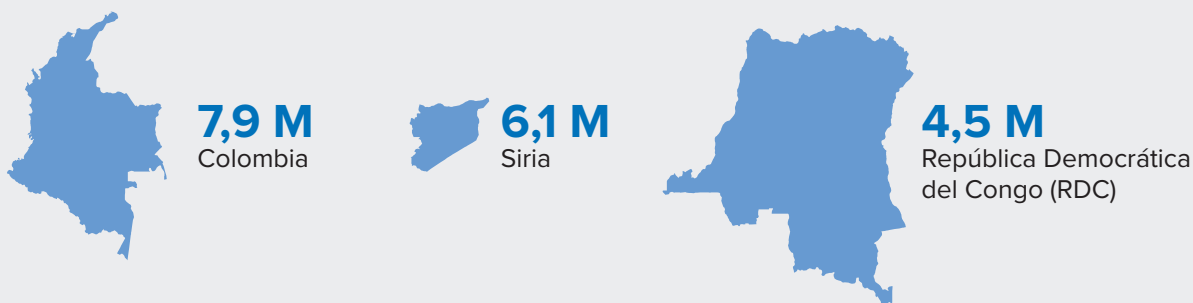 7,9 M
Colombia
6,1 M
Siria
4,5 M
República Democrática
del Congo (RDC)